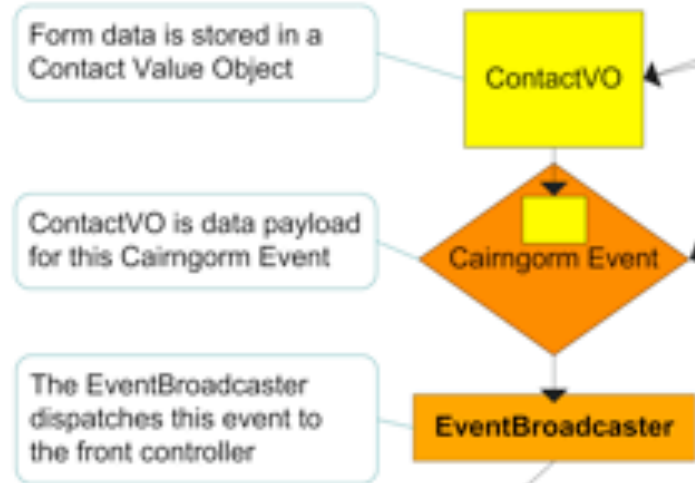 Form data is stored in a
Contact Value Object
ContactVO
ContactVO is data payload
for this Cairngorm Event
Cairngorm Event
The EventBroadcaster
dispatches this event to
the front controller
EventBroadcaster